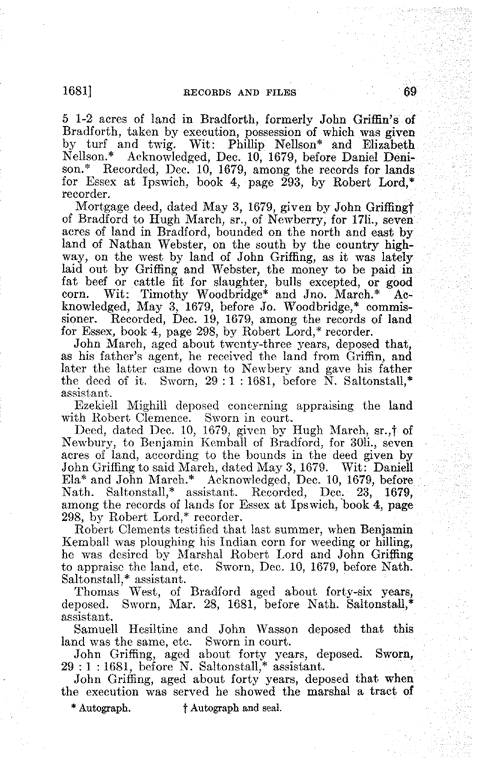 1681] RECORDS AND FILES 69
5 1-2 acres of land in Bradforth, formerly John Griffin's of
Bradforth, taken by execution, possession of which was given
by turf and twig. Wit: Phillip Nellson* and Elizabeth
Nellson.* Acknowledged, Dec. 10, 1679, before Daniel Deni-
son.* Recorded, Dec. 10, 1679, among the records for lands
for Essex at Ipswich, book 4, page 293, by Robert Lord,*
recorder.
Mortgage deed, dated May 3, 1679, given by John Griffing†
of Bradford to Hugh March, sr., of Newberry, for 17li., seven
acres of land in Bradford, bounded on the north and east by
land of Nathan Webster, on the south by the country high-
way, on the west by land of John Griffing, as it was lately
laid out by Griffing and Webster, the money to be paid in
fat beef or cattle fit for slaughter, bulls excepted, or good
corn. Wit: Timothy Woodbridge* and Jno. March.* Ac-
knowledged, May 3, 1679, before Jo. Woodbridge,* commis-
sioner. Recorded, Dec. 19, 1679, among the records of land
for Essex, book 4, page 298, by Robert Lord,* recorder.
John March, aged about twenty-three years, deposed that,
as his father's agent, he received the land from Griffin, and
later the latter came down to Newbery and gave his father
the deed of it. Sworn, 29 : 1 : 1681, before N. Saltonstall,*
assistant.
Ezekiell Mighill deposed concerning appraising the land
with Robert Clemence. Sworn in court.
Deed, dated Dec. 10, 1679, given by Hugh March, sr.,† of
Newbury, to Benjamin Kemball of Bradford, for 30li., seven
acres of land, according to the bounds in the deed given by
John Griffing to said March, dated May 3, 1679. Wit: Daniell
Ela* and John March.* Acknowledged, Dec. 10, 1679, before
Nath. Saltonstall,* assistant. Recorded, Dec. 23, 1679,
among the records of lands for Essex at Ipswich, book 4, page
298, by Robert Lord,* recorder.
Robert Clements testified that last summer, when Benjamin
Kemball was ploughing his Indian corn for weeding or hilling,
he was desired by Marshal Robert Lord and John Griffing
to appraise the land, etc. Sworn, Dec. 10, 1679, before Nath.
Saltonstall,* assistant.
Thomas West, of Bradford aged about forty-six years,
deposed. Sworn, Mar. 28, 1681, before Nath. Saltonstall,*
assistant.
Samuell Hesiltine and John Wasson deposed that this
land was the same, etc. Sworn in court.
John Griffing, aged about forty years, deposed. Sworn,
29 : 1 : 1681, before N. Saltonstall,* assistant.
John Griffing, aged about forty years, deposed that when
the execution was served he showed the marshal a tract of
* Autograph. † Autograph and seal.